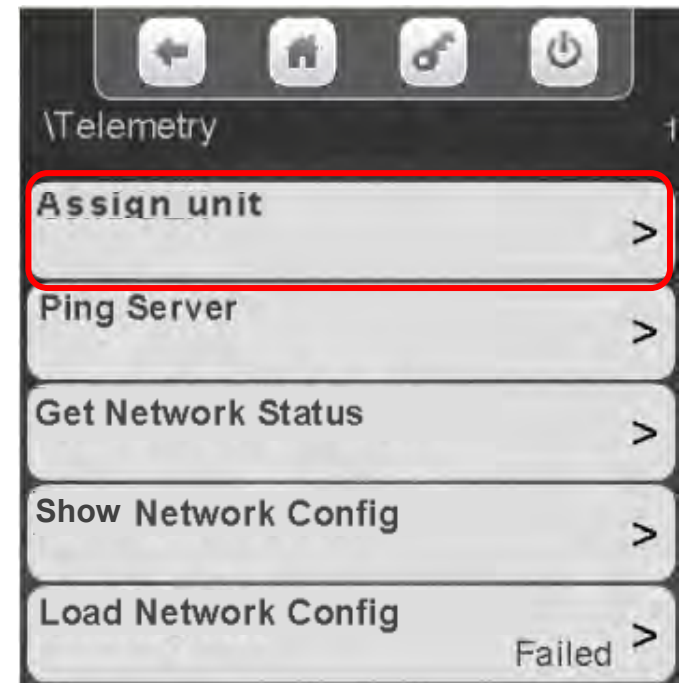 \Telemetry
Assign unit
>
Ping Server
>
Get Network Status
>
Show Network Config
>
Load Network Config
Failed >